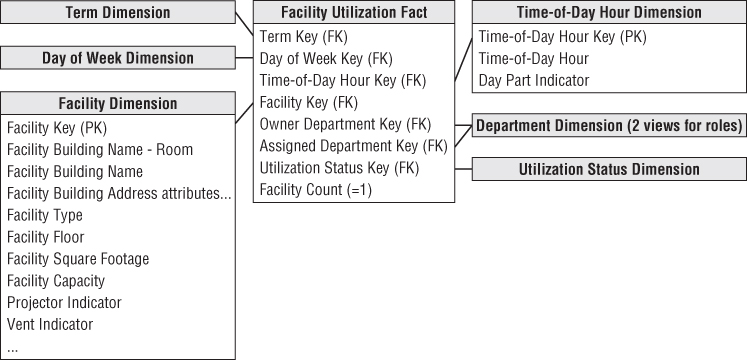 Term Dimension
Day of Week Dimension
Facility Dimension
Facility Key (PK)
Facility Building Name - Room
Facility Building Name
Facility Building Address attributes...
Facility Type
Facility Floor
Facility Square Footage
Facility Capacity
Projector Indicator
Vent Indicator
...
Facility Utilization Fact
Term Key (FK)
Day of Week Key (FK)
Time-of-Day Hour Key (FK)
Facility Key (FK)
Owner Department Key (FK)
Assigned Department Key (FK)
Utilization Status Key (FK)
Facility Count (=1)
Time-of-Day Hour Dimension
Time-of-Day Hour Key (PK)
Time-of-Day Hour
Day Part Indicator
Department Dimension (2 views for roles)
Utilization Status Dimension